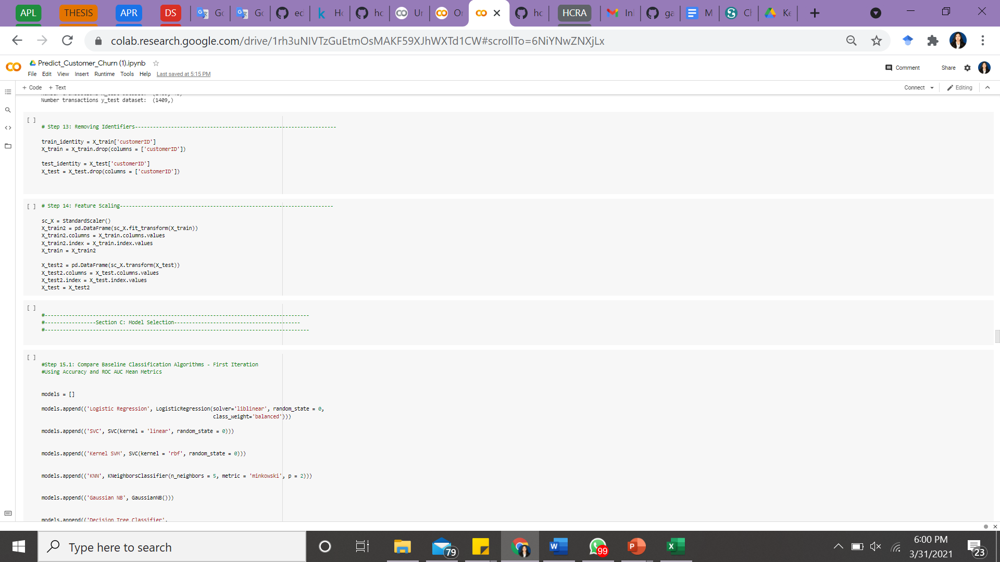 APL THESIS APR DS Gc Gc ec Hc hc Ur Or hc HCRA In ga M Cl Ke
colab.research.google.com/drive/1rh3uNIVTzGuEtmOsMAKF59XJhWXTd1CW#scrollTo=6NiYNwZNXjLx
Predict_Customer_Churn (1).ipynb
File Edit View Insert Runtime Tools Help Last saved at 5:15 PM
Comment Share
+ Code + Text
Connect Editing
Number transactions y_test dataset: (1409,)
[ ]
# Step 13: Removing Identifiers-------------------------------------------------------------------
train_identity = X_train['customerID']
X_train = X_train.drop(columns = ['customerID'])
test_identity = X_test['customerID']
X_test = X_test.drop(columns = ['customerID'])
[ ] # Step 14: Feature Scaling-----------------------------------------------------------------------
sc_X = StandardScaler()
X_train2 = pd.DataFrame(sc_X.fit_transform(X_train))
X_train2.columns = X_train.columns.values
X_train2.index = X_train.index.values
X_train = X_train2
X_test2 = pd.DataFrame(sc_X.transform(X_test))
X_test2.columns = X_test.columns.values
X_test2.index = X_test.index.values
X_test = X_test2
[ ]
#----------------------------------------------------------------------------------------
#-----------------Section C: Model Selection------------------------------------------
#----------------------------------------------------------------------------------------
[ ]
#Step 15.1: Compare Baseline Classification Algorithms - First Iteration
#Using Accuracy and ROC AUC Mean Metrics
models = []
models.append(('Logistic Regression', LogisticRegression(solver='liblinear', random_state = 0,
class_weight='balanced')))
models.append(('SVC', SVC(kernel = 'linear', random_state = 0)))
models.append(('Kernel SVM', SVC(kernel = 'rbf', random_state = 0)))
models.append(('KNN', KNeighborsClassifier(n_neighbors = 5, metric = 'minkowski', p = 2)))
models.append(('Gaussian NB', GaussianNB()))
models.append(('Decision Tree Classifier',
Type here to search
79
99
6:00 PM
3/31/2021
23